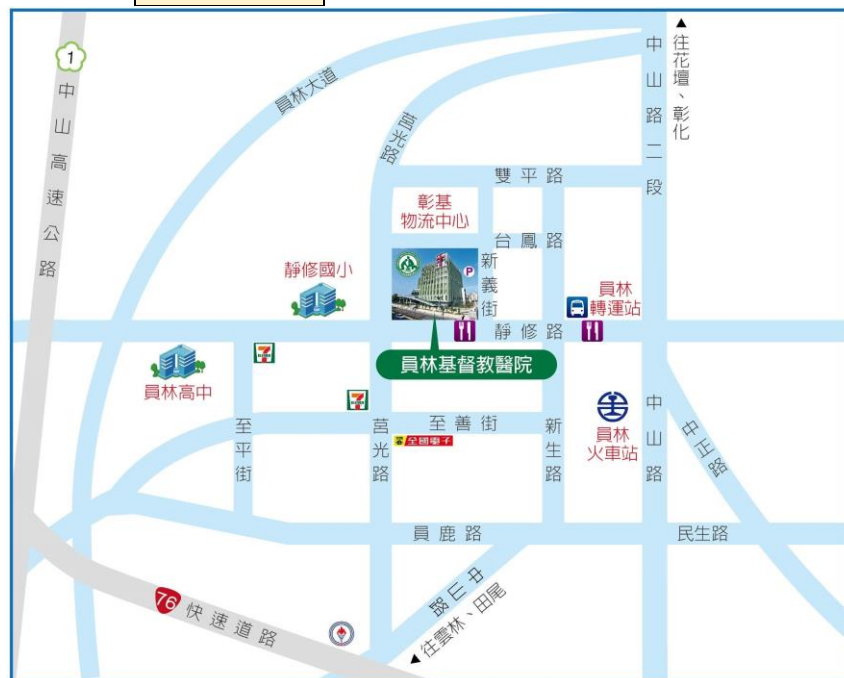 1
中山高速公路
員林大道
莒光路
中山路二段
▲往花壇、彰化
雙平路
彰基
物流中心
台鳳路
新義街
P
靜修國小
員林
轉運站
靜修路
員林基督教醫院
員林高中
7
ELEVEN
7
ELEVEN
至平街
莒光路
至善街
全國電子
新生路
員林
火車站
中山路
中正路
員鹿路
民生路
中山路
▲往雲林、田尾
76
快速道路